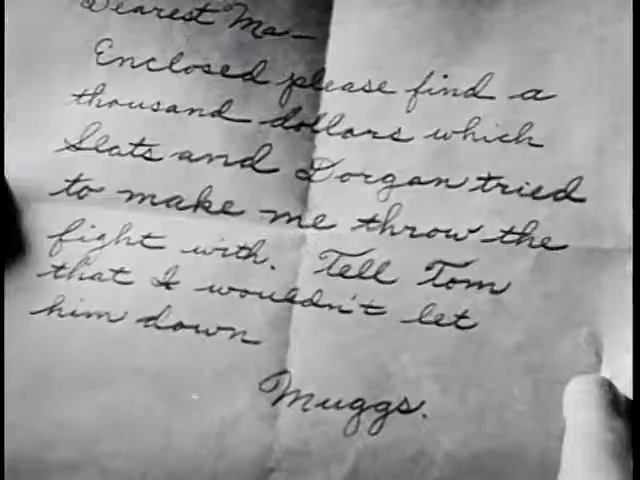 Dearest Ma—
Enclosed please find a
thousand dollars which
Slats and Dorgan tried
to make me throw the
fight with. Tell Tom
that I wouldn't let
him down
Muggs.